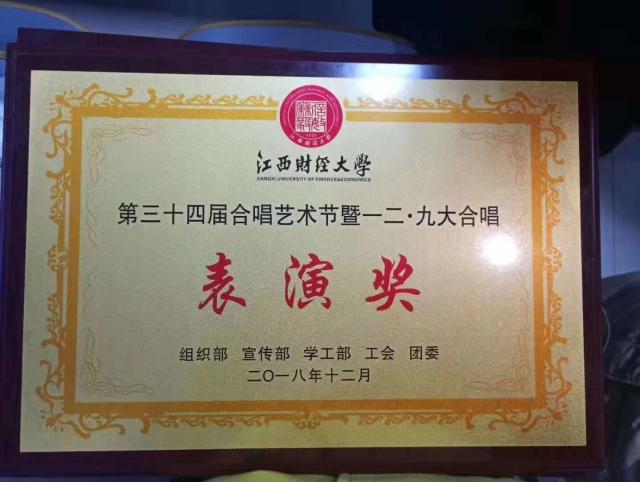 江西财经大学
JIANGXI UNIVERSITY OF FINANCE&ECONOMICS
第三十四届合唱艺术节暨一二·九大合唱
表演奖
组织部 宣传部 学工部 工会 团委
二〇一八年十二月